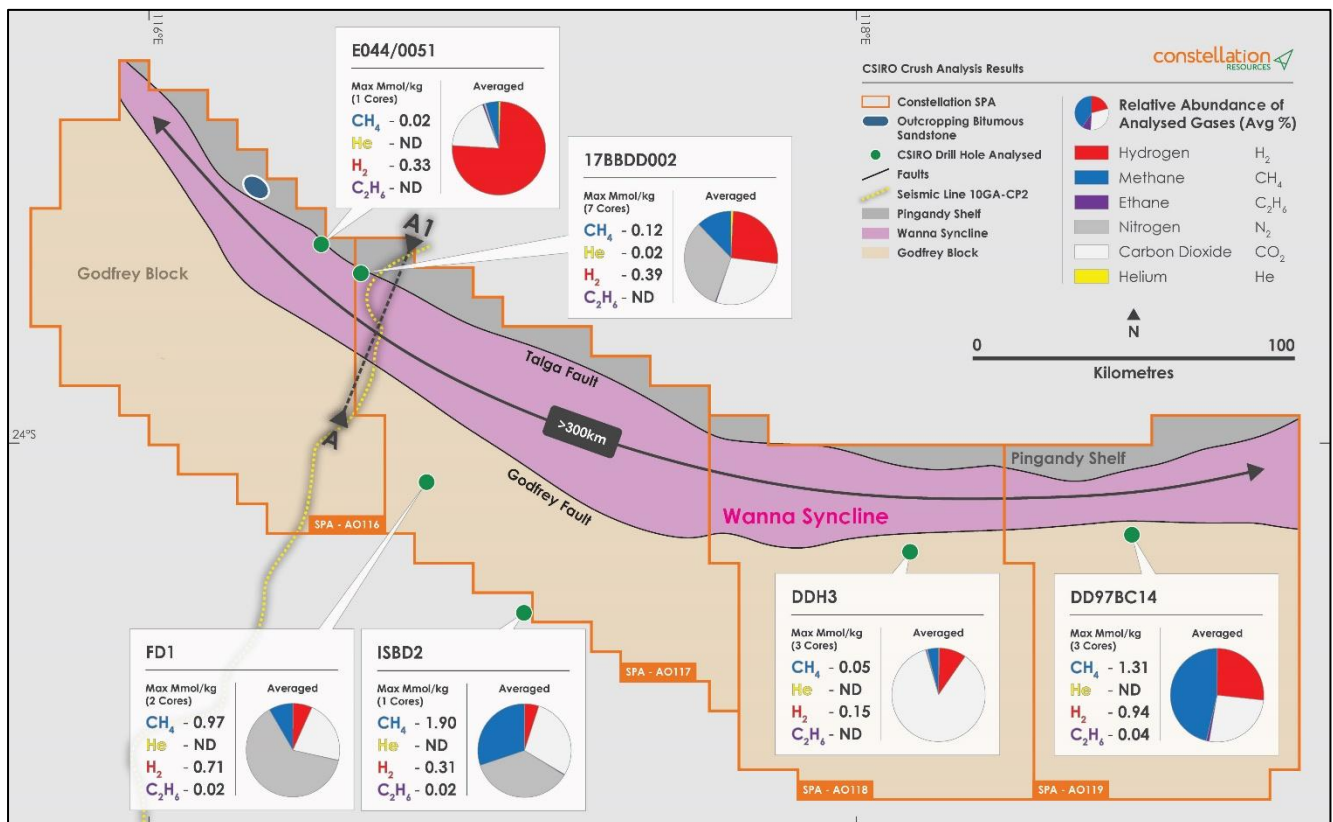 116°E
118°E
constellation
RESOURCES
CSIRO Crush Analysis Results
Constellation SPA
Outcropping Bitumous
Sandstone
CSIRO Drill Hole Analysed
Faults
Seismic Line 10GA-CP2
Pingandy Shelf
Wanna Syncline
Godfrey Block
Relative Abundance of
Analysed Gases (Avg %)
Hydrogen H₂
Methane CH₄
Ethane C₂H₆
Nitrogen N₂
Carbon Dioxide CO₂
Helium He
N
0 100
Kilometres
E044/0051
Max Mmol/kg
(1 Cores)
Averaged
CH₄ - 0.02
He - ND
H₂ - 0.33
C₂H₆ - ND
17BBDD002
Max Mmol/kg
(7 Cores)
Averaged
CH₄ - 0.12
He - 0.02
H₂ - 0.39
C₂H₆ - ND
A1
Godfrey Block
Talga Fault
A
>300km
24°S
Godfrey Fault
Pingandy Shelf
Wanna Syncline
SPA - AO116
SPA - AO117
FD1
Max Mmol/kg
(2 Cores)
Averaged
CH₄ - 0.97
He - ND
H₂ - 0.71
C₂H₆ - 0.02
ISBD2
Max Mmol/kg
(1 Cores)
Averaged
CH₄ - 1.90
He - ND
H₂ - 0.31
C₂H₆ - 0.02
DDH3
Max Mmol/kg
(3 Cores)
Averaged
CH₄ - 0.05
He - ND
H₂ - 0.15
C₂H₆ - ND
DD97BC14
Max Mmol/kg
(3 Cores)
Averaged
CH₄ - 1.31
He - ND
H₂ - 0.94
C₂H₆ - 0.04
SPA - AO118
SPA - AO119